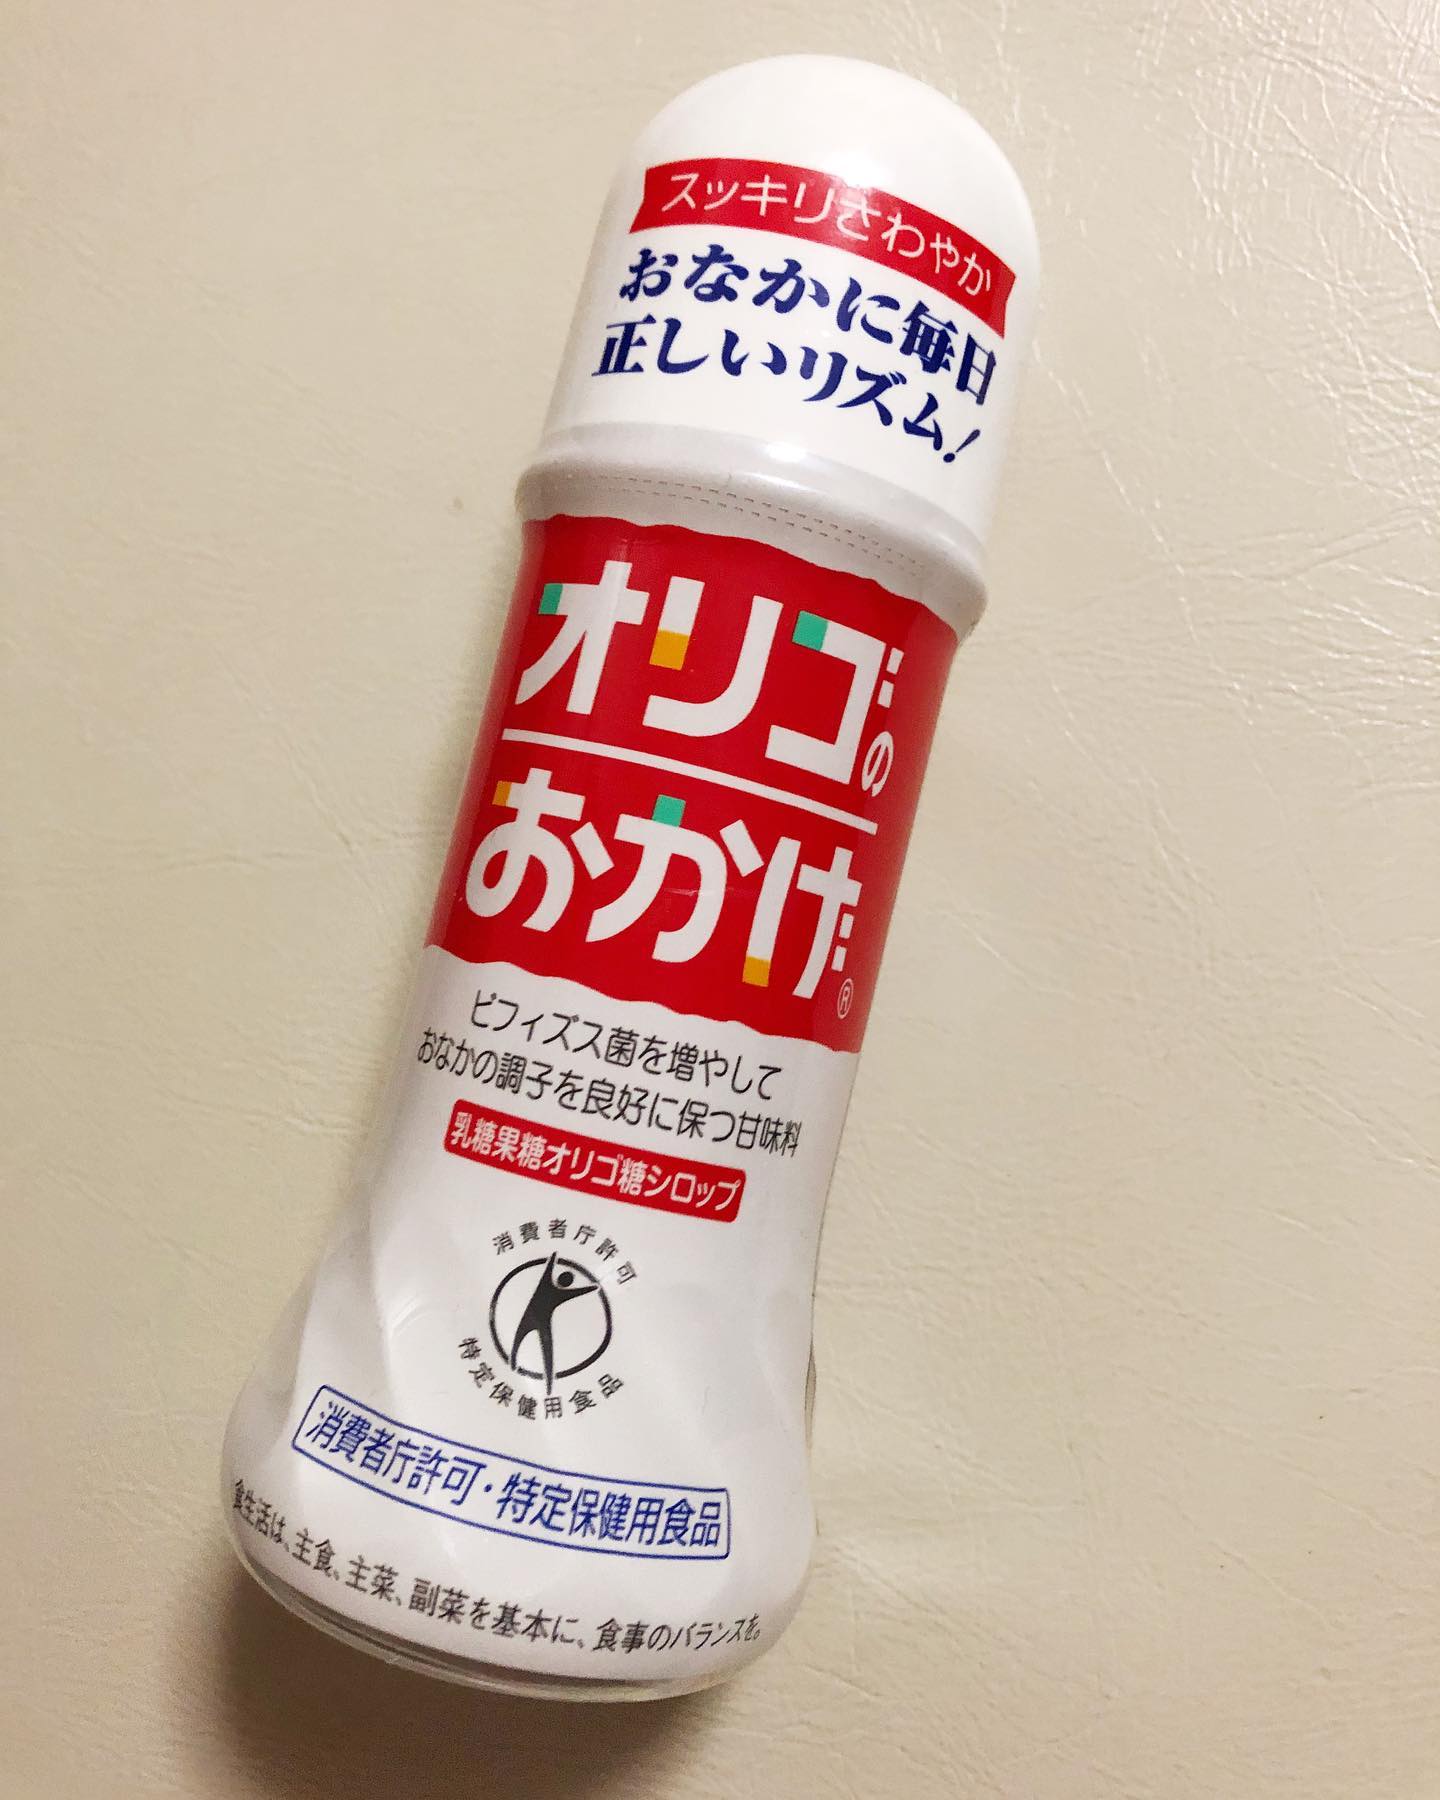 スッキリさわやか
おなかに毎日
正しいリズム!
オリゴの
おかげ®
ビフィズス菌を増やして
おなかの調子を良好に保つ甘味料
乳糖果糖オリゴ糖シロップ
消費者庁許可
特定保健用食品
消費者庁許可・特定保健用食品
食生活は、主食、主菜、副菜を基本に、食事のバランスを。